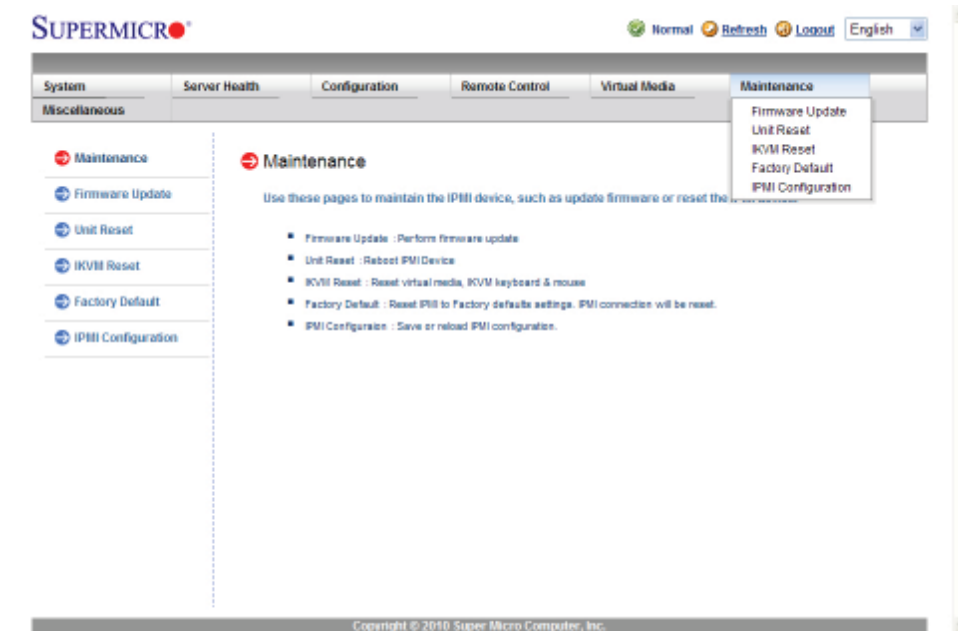 SUPERMICR
Normal Refresh Logout English
System Server Health Configuration Remote Control Virtual Media Maintenance
Miscellaneous
Firmware Update
Unit Reset
IKVM Reset
Factory Default
IPMI Configuration
Maintenance
Firmware Update
Unit Reset
IKVM Reset
Factory Default
IPMI Configuration
Maintenance
Use these pages to maintain the IPMI device, such as update firmware or reset the
Firmware Update : Perform firmware update
Unit Reset : Reboot IPMI Device
IKVM Reset : Reset virtual media, IKVM keyboard & mouse
Factory Default : Reset IPMI to Factory defaults settings. IPMI connection will be reset.
IPMI Configuraion : Save or reload IPMI configuration.
Copyright © 2010 Super Micro Computer, Inc.